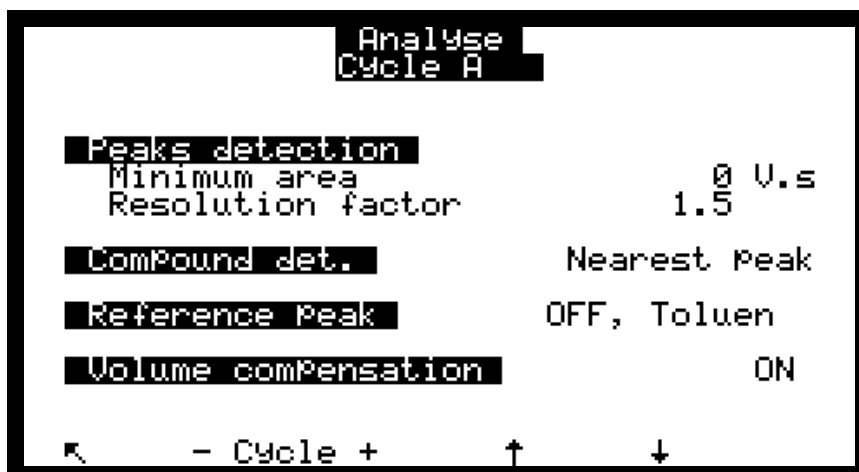 Analyse
Cycle A
Peaks detection
Minimum area 0 V.s
Resolution factor 1.5
Compound det. Nearest peak
Reference peak OFF, Toluen
Volume compensation ON
↖ - Cycle + ↑ ↓